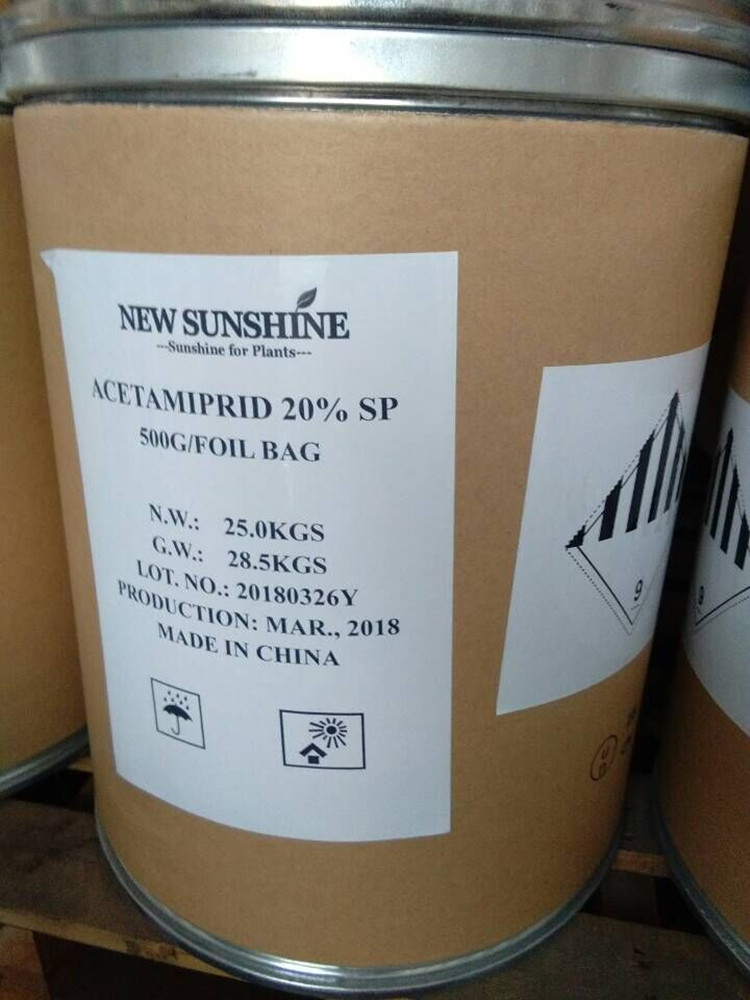 NEW SUNSHINE
---Sunshine for Plants---
ACETAMIPRID 20% SP
500G/FOIL BAG
N.W.: 25.0KGS
G.W.: 28.5KGS
LOT. NO.: 20180326Y
PRODUCTION: MAR., 2018
MADE IN CHINA
9
9